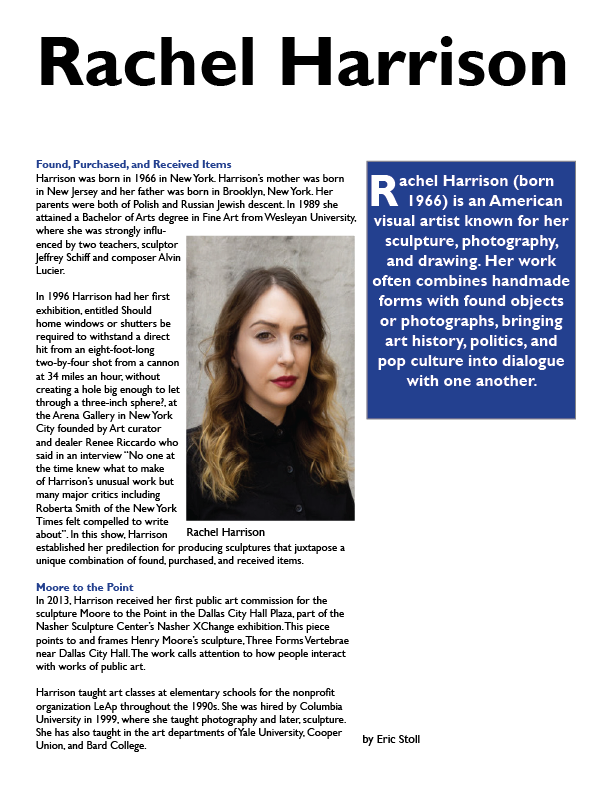 Rachel Harrison
Found, Purchased, and Received Items
Harrison was born in 1966 in New York. Harrison's mother was born
in New Jersey and her father was born in Brooklyn, New York. Her
parents were both of Polish and Russian Jewish descent. In 1989 she
attained a Bachelor of Arts degree in Fine Art from Wesleyan University,
where she was strongly influ-
enced by two teachers, sculptor
Jeffrey Schiff and composer Alvin
Lucier.
In 1996 Harrison had her first
exhibition, entitled Should
home windows or shutters be
required to withstand a direct
hit from an eight-foot-long
two-by-four shot from a cannon
at 34 miles an hour, without
creating a hole big enough to let
through a three-inch sphere?, at
the Arena Gallery in New York
City founded by Art curator
and dealer Renee Riccardo who
said in an interview "No one at
the time knew what to make
of Harrison's unusual work but
many major critics including
Roberta Smith of the New York
Times felt compelled to write
about". In this show, Harrison
established her predilection for producing sculptures that juxtapose a
unique combination of found, purchased, and received items.
Rachel Harrison
Moore to the Point
In 2013, Harrison received her first public art commission for the
sculpture Moore to the Point in the Dallas City Hall Plaza, part of the
Nasher Sculpture Center's Nasher XChange exhibition. This piece
points to and frames Henry Moore's sculpture, Three Forms Vertebrae
near Dallas City Hall. The work calls attention to how people interact
with works of public art.
Harrison taught art classes at elementary schools for the nonprofit
organization LeAp throughout the 1990s. She was hired by Columbia
University in 1999, where she taught photography and later, sculpture.
She has also taught in the art departments of Yale University, Cooper
Union, and Bard College.
Rachel Harrison (born
1966) is an American
visual artist known for her
sculpture, photography,
and drawing. Her work
often combines handmade
forms with found objects
or photographs, bringing
art history, politics, and
pop culture into dialogue
with one another.
by Eric Stoll